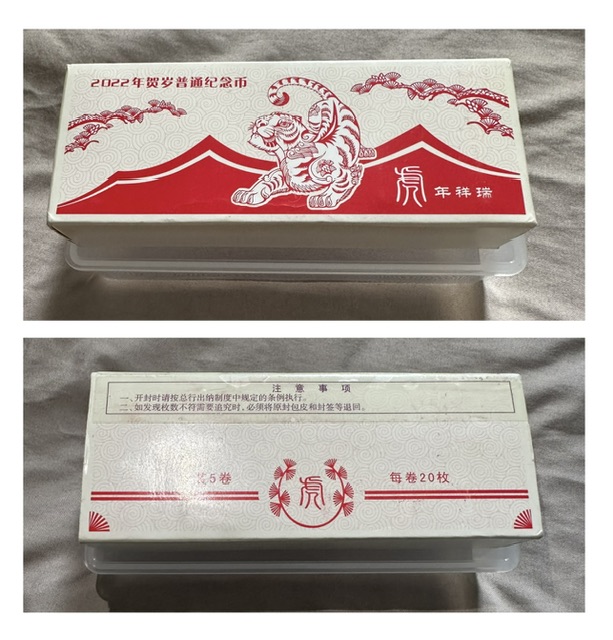 2022年贺岁普通纪念币
虎
年祥瑞
注意事项
一、开封时请按总行出纳制度中规定的条例执行。
二、如发现枚数不符需要追究时，必须将原封包皮和封签等退回。
5卷
虎
每卷20枚